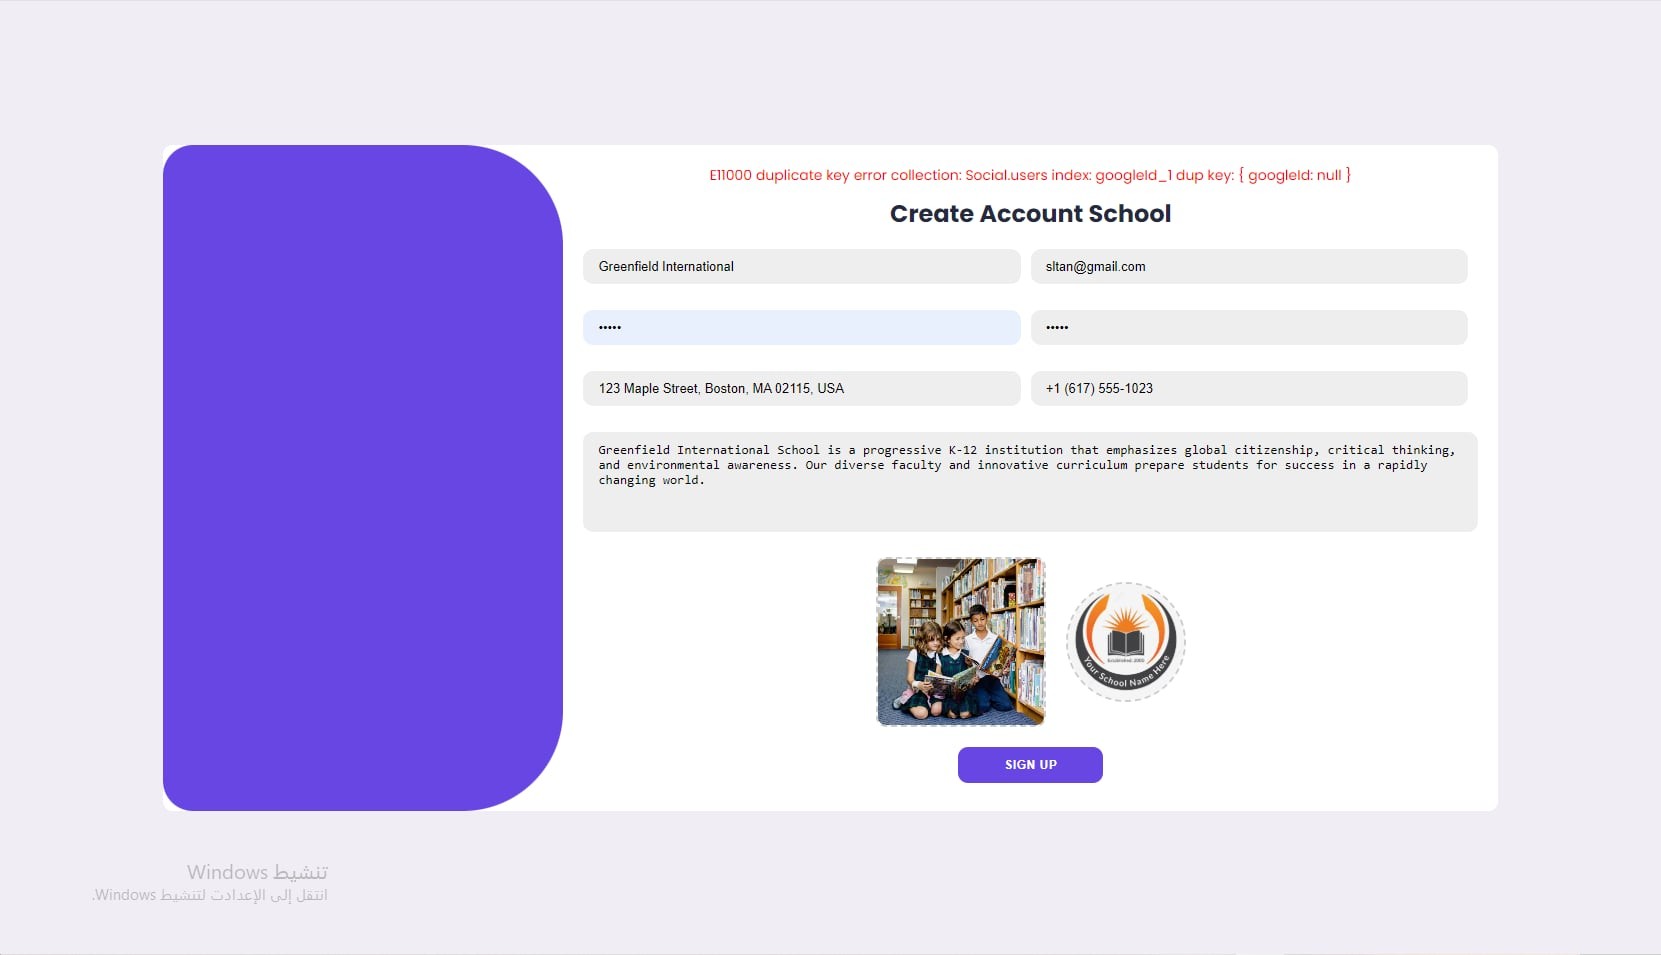 E11000 duplicate key error collection: Social.users index: googleId_1 dup key: { googleId: null }
Create Account School
Greenfield International
sltan@gmail.com
•••••
•••••
123 Maple Street, Boston, MA 02115, USA
+1 (617) 555-1023
Greenfield International School is a progressive K-12 institution that emphasizes global citizenship, critical thinking,
and environmental awareness. Our diverse faculty and innovative curriculum prepare students for success in a rapidly
changing world.
Established 2000
Your School Name Here
SIGN UP
تنشيط Windows
انتقل إلى الإعدادت لتنشيط Windows.